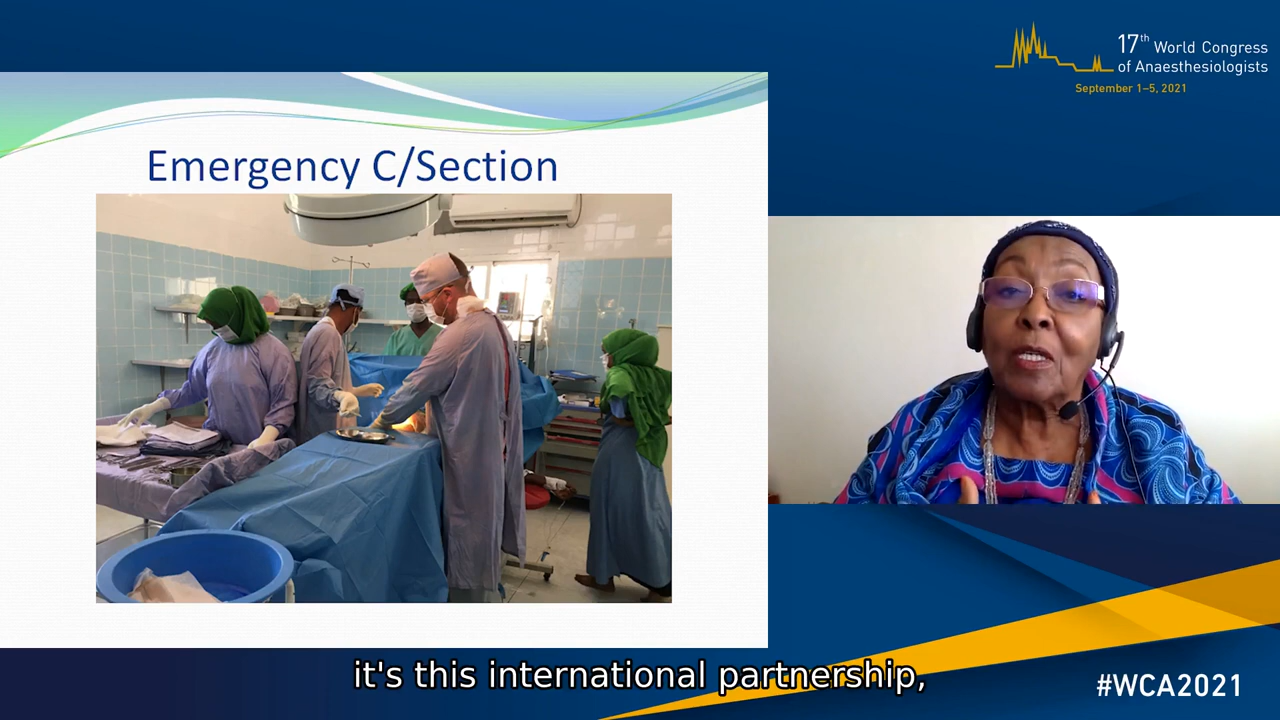 17th World Congress
of Anaesthesiologists
September 1–5, 2021
Emergency C/Section
it's this international partnership,
#WCA2021